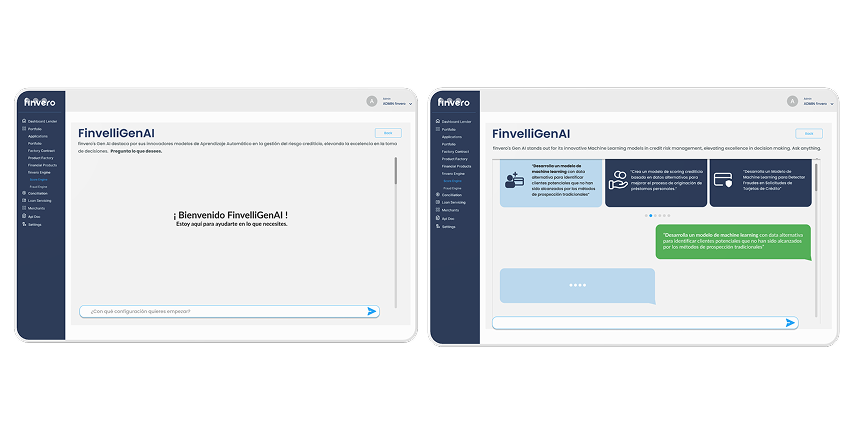 finvero
A
ADMIN finvero
Dashboard Lender
Portfolio
Applications
Portfolio
Factory Contract
Product Factory
Financial Products
Finvero Engine
Fraud Engine
Conciliation
Loan Servicing
Merchants
Api Doc
Settings
FinvelliGenAI
finvero's Gen AI destaca por sus innovadores modelos de Aprendizaje Automático en la gestión del riesgo crediticio, elevando la excelencia en la toma
de decisiones. Pregunta lo que desees.
¡ Bienvenido FinvelliGenAI !
Estoy aquí para ayudarte en lo que necesites.
¿Con qué configuración quieres empezar?
finvero
A
ADMIN finvero
Dashboard Lender
Portfolio
Applications
Portfolio
Factory Contract
Product Factory
Financial Products
Finvero Engine
Fraud Engine
Conciliation
Loan Servicing
Merchants
Api Doc
Settings
FinvelliGenAI
finvero's Gen AI stands out for its innovative Machine Learning models in credit risk management, elevating excellence in decision making. Ask anything.
"Desarrolla un modelo de
machine learning con data
alternativa para identificar
clientes potenciales que no han
sido alcanzados por los métodos
de prospección tradicionales"
"Crea un modelo de scoring crediticio
basado en datos alternativos para
mejorar el proceso de originación de
préstamos personales."
"Desarrolla un Modelo de
Machine Learning para Detectar
Fraudes en Solicitudes de
Tarjetas de Crédito"
"Desarrolla un modelo de machine learning con data alternativa
para identificar clientes potenciales que no han sido alcanzados
por los métodos de prospección tradicionales"